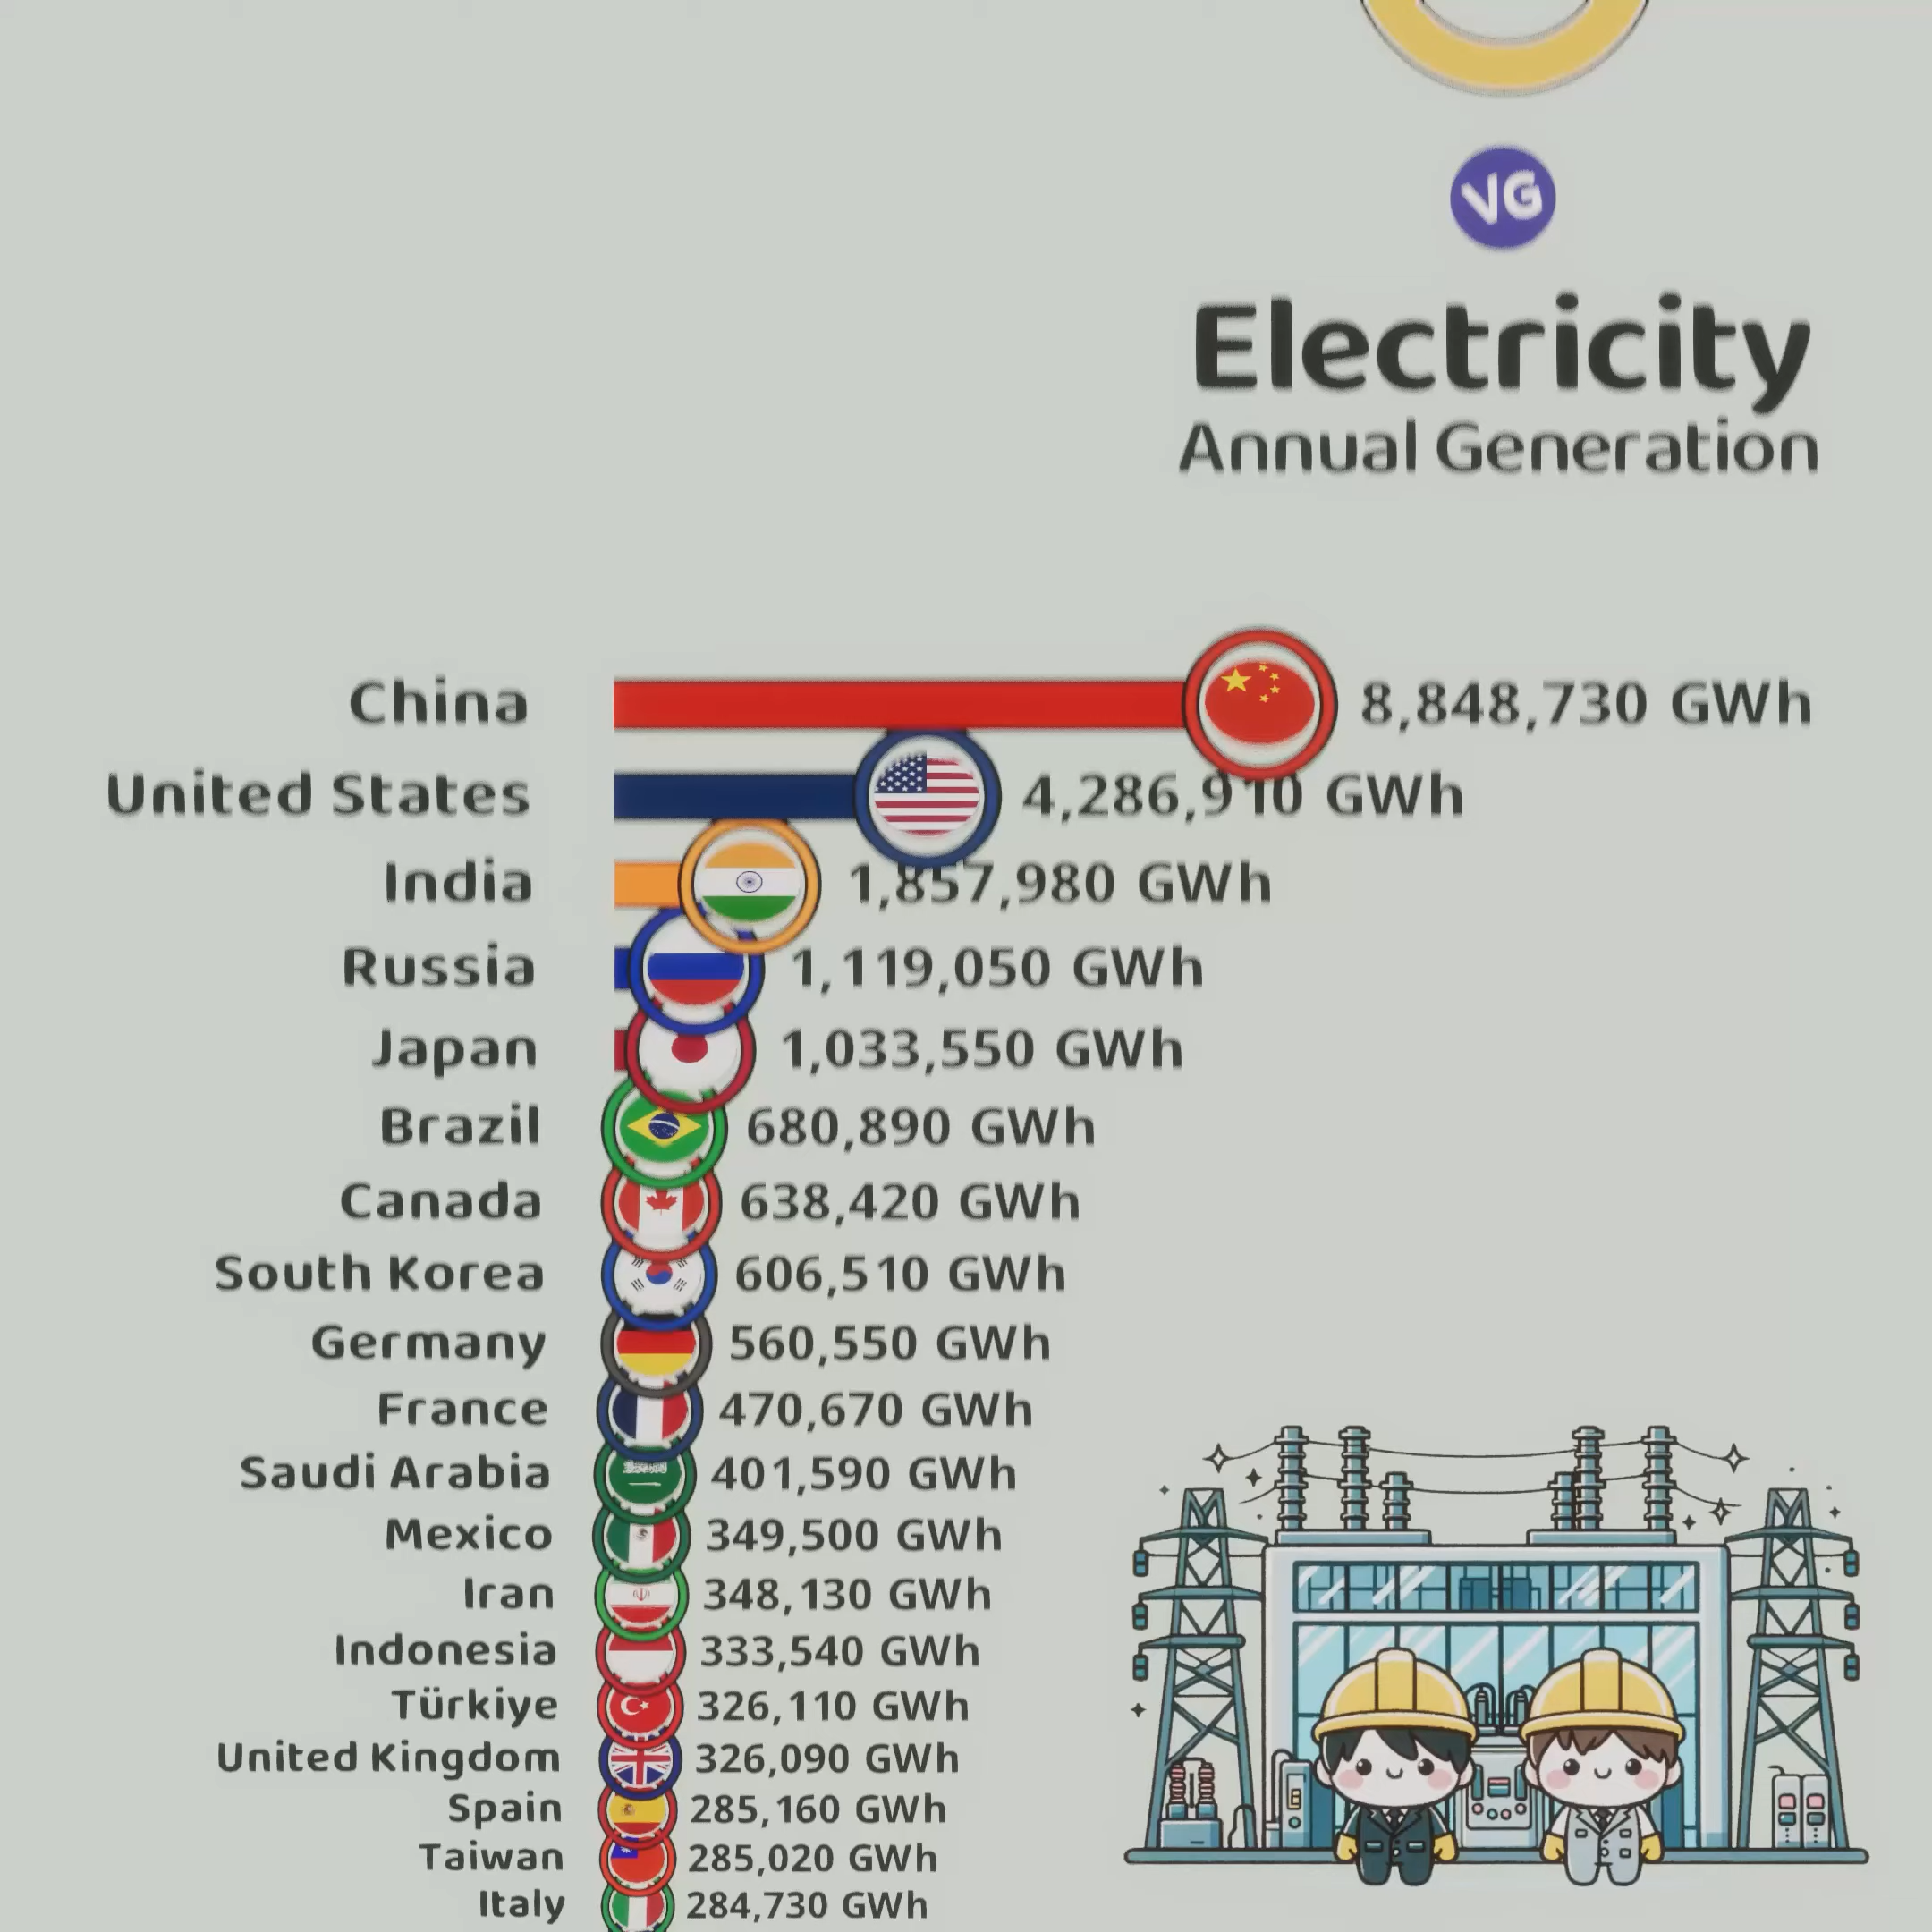 VG
Electricity
Annual Generation
China 8,848,730 GWh
United States 4,286,910 GWh
India 1,857,980 GWh
Russia 1,119,050 GWh
Japan 1,033,550 GWh
Brazil 680,890 GWh
Canada 638,420 GWh
South Korea 606,510 GWh
Germany 560,550 GWh
France 470,670 GWh
Saudi Arabia 401,590 GWh
Mexico 349,500 GWh
Iran 348,130 GWh
Indonesia 333,540 GWh
Türkiye 326,110 GWh
United Kingdom 326,090 GWh
Spain 285,160 GWh
Taiwan 285,020 GWh
Italy 284,730 GWh